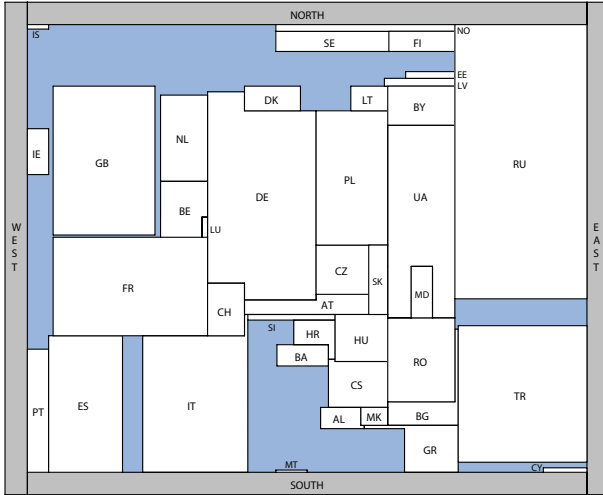 NORTH
IS
NO
SE
FI
EE
LV
DK
LT
BY
NL
IE
GB
PL
RU
UA
DE
BE
LU
W
E
S
T
E
A
S
T
CZ
SK
FR
MD
CH
AT
SI
HR
HU
BA
RO
CS
PT
ES
IT
TR
AL
MK
BG
GR
MT
CY
SOUTH